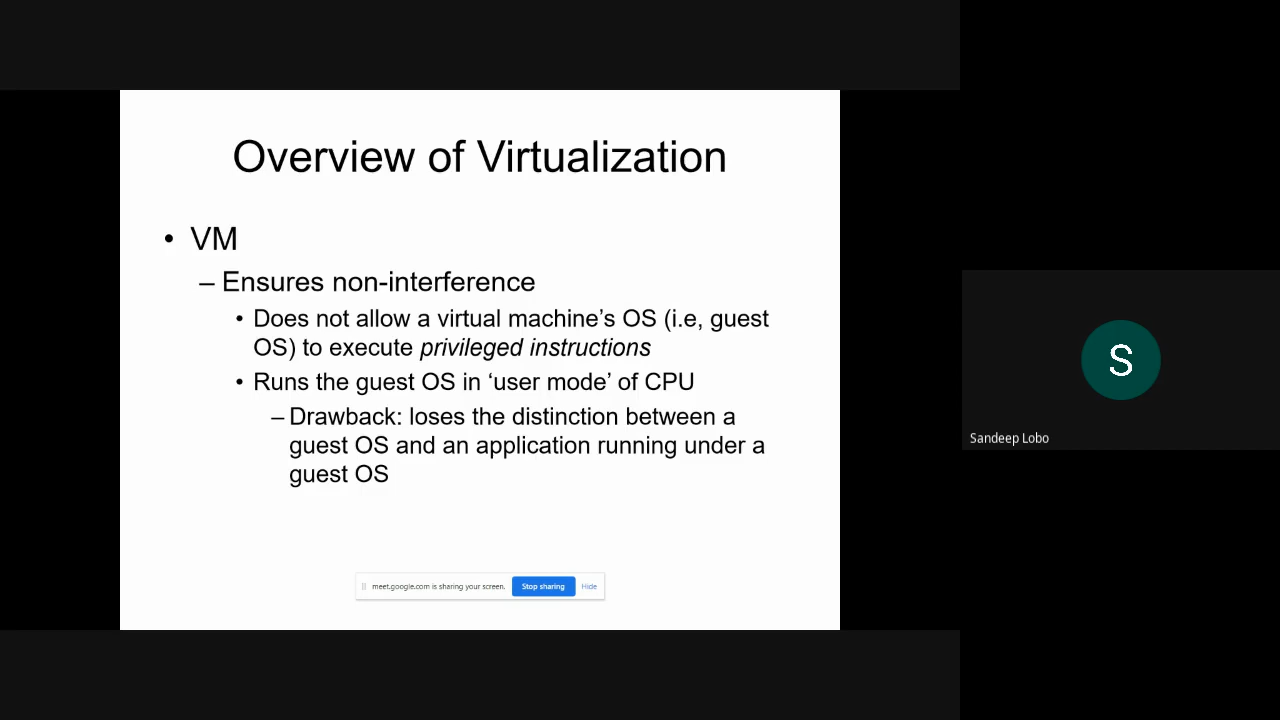 Overview of Virtualization
• VM
– Ensures non-interference
• Does not allow a virtual machine’s OS (i.e, guest
OS) to execute privileged instructions
• Runs the guest OS in ‘user mode’ of CPU
– Drawback: loses the distinction between a
guest OS and an application running under a
guest OS
meet.google.com is sharing your screen. Stop sharing Hide
S
Sandeep Lobo